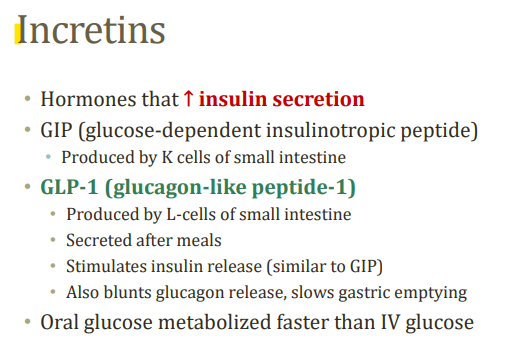 Incretins
• Hormones that ↑ insulin secretion
• GIP (glucose-dependent insulinotropic peptide)
• Produced by K cells of small intestine
• GLP-1 (glucagon-like peptide-1)
• Produced by L-cells of small intestine
• Secreted after meals
• Stimulates insulin release (similar to GIP)
• Also blunts glucagon release, slows gastric emptying
• Oral glucose metabolized faster than IV glucose